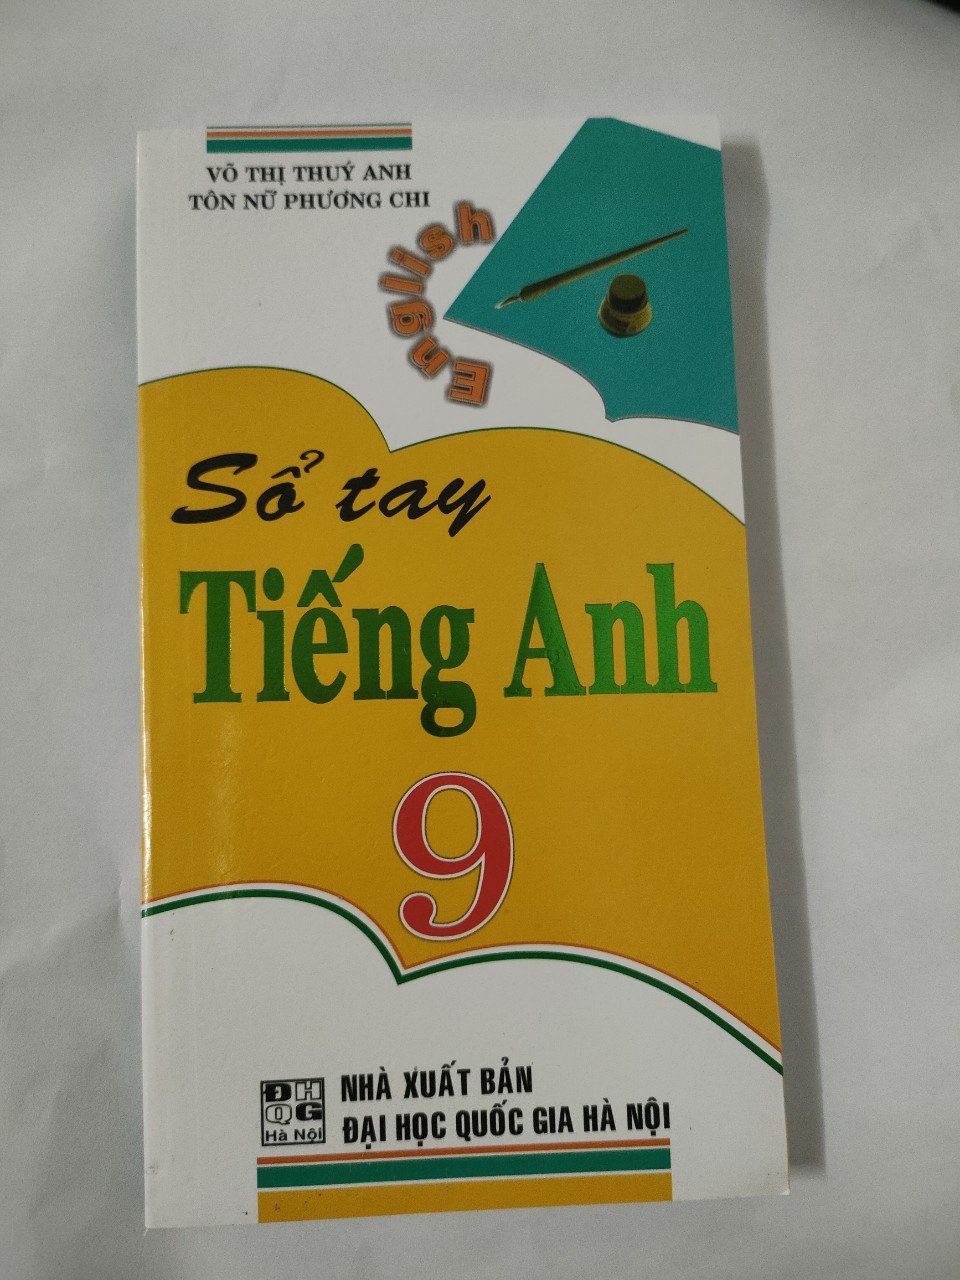 VÕ THỊ THUÝ ANH
TÔN NỮ PHƯƠNG CHI
English
Sổ tay
Tiếng Anh
9
ĐH
QG
Hà Nội
NHÀ XUẤT BẢN
ĐẠI HỌC QUỐC GIA HÀ NỘI